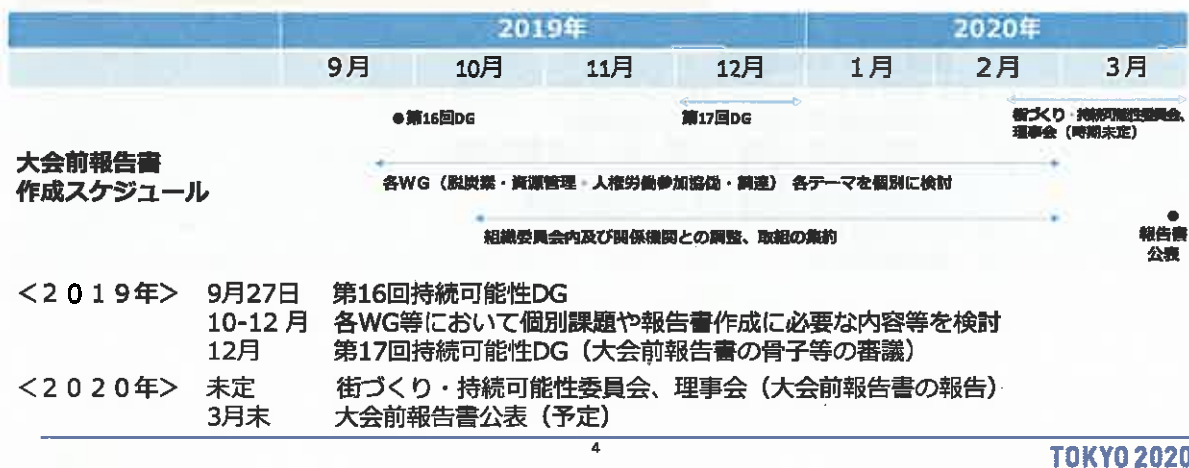 2019年 2020年
9月 10月 11月 12月 1月 2月 3月
●第16回DG 第17回DG 街づくり・持続可能性委員会、
理事会（時期未定）
大会前報告書
作成スケジュール
各WG（脱炭素・資源管理・人権労働参加協働・調達） 各テーマを個別に検討
組織委員会内及び関係機関との調整、取組の集約
●
報告書
公表
＜２０１９年＞ 9月27日 第16回持続可能性DG
10-12月 各WG等において個別課題や報告書作成に必要な内容等を検討
12月 第17回持続可能性DG（大会前報告書の骨子等の審議）
＜２０２０年＞ 未定 街づくり・持続可能性委員会、理事会（大会前報告書の報告）
3月末 大会前報告書公表（予定）
4
TOKYO 2020